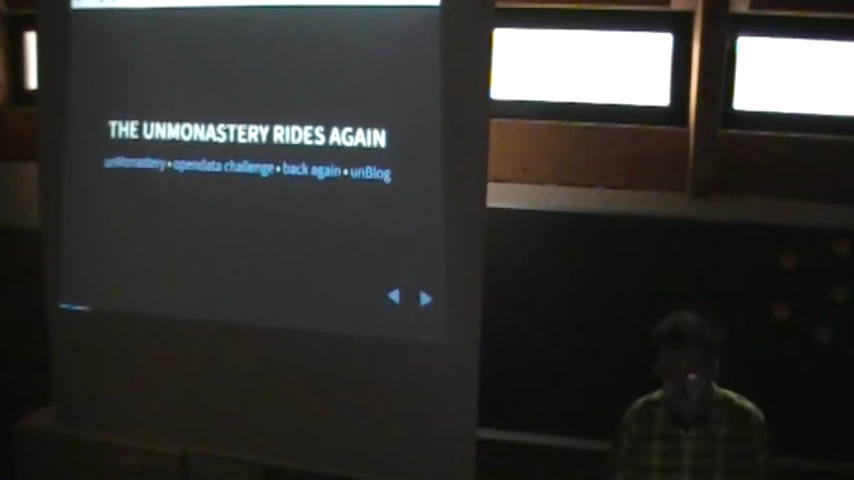 THE UNMONASTERY RIDES AGAIN
unMonastery • opendata challenge • back again • unBlog